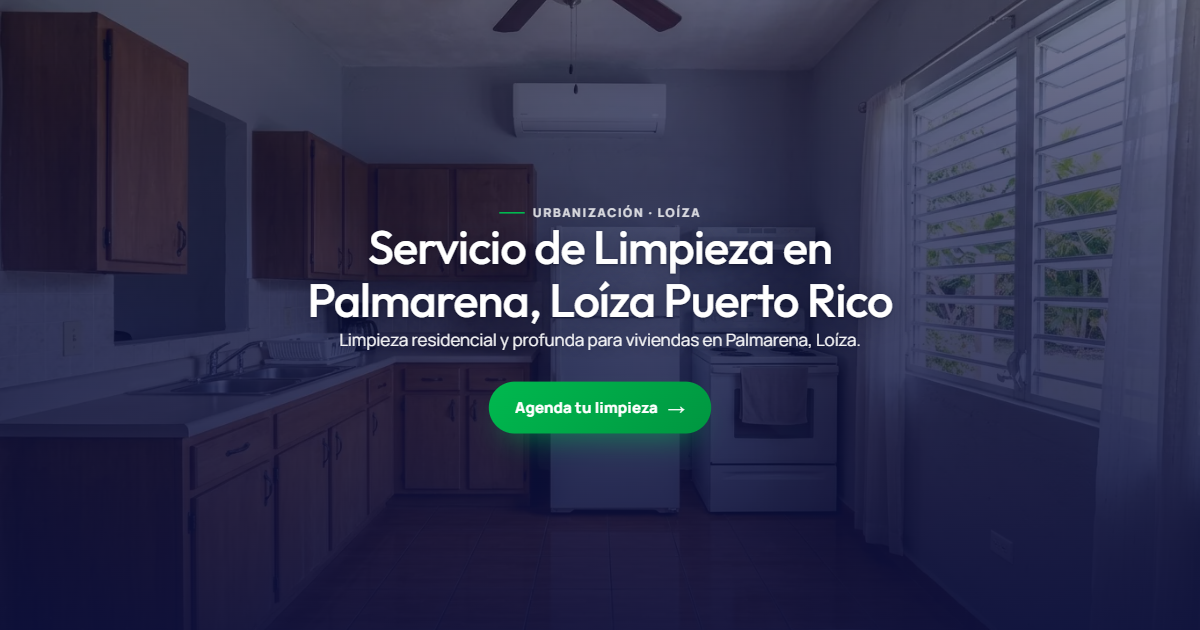 URBANIZACIÓN · LOÍZA
Servicio de Limpieza en
Palmarena, Loíza Puerto Rico
Limpieza residencial y profunda para viviendas en Palmarena, Loíza.
Agenda tu limpieza →